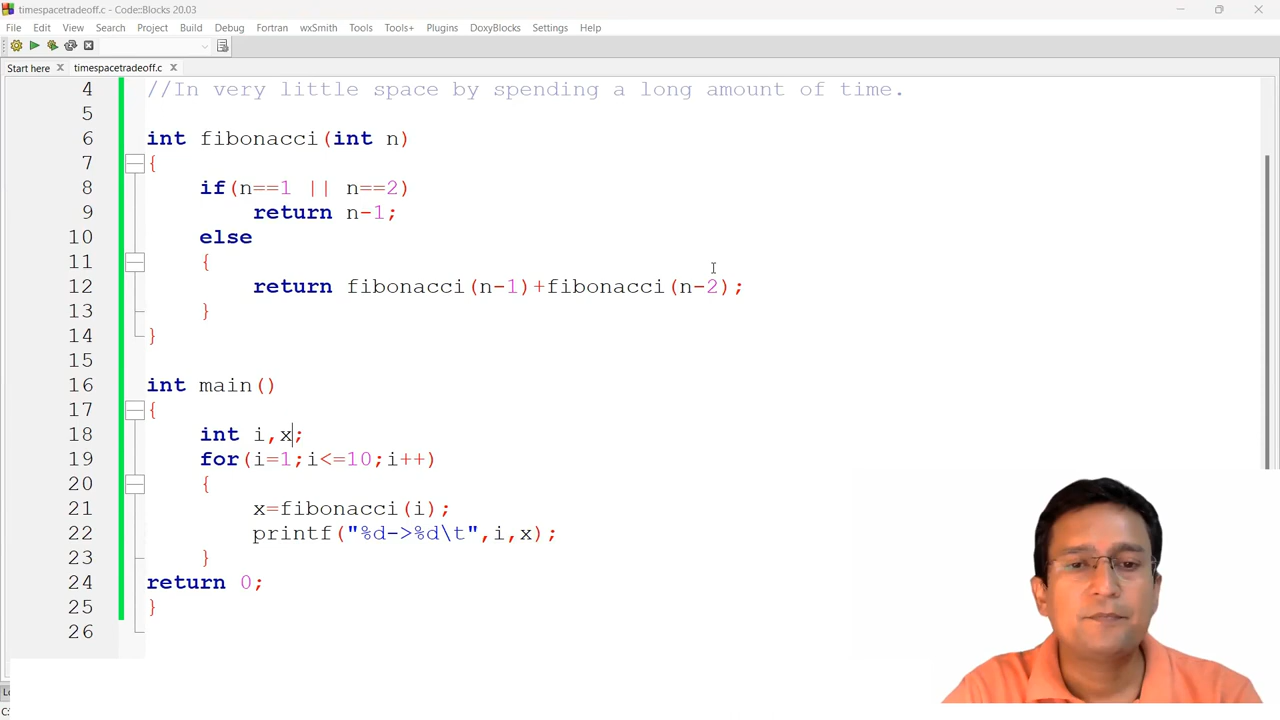 timespacetradeoff.c - Code::Blocks 20.03
File Edit View Search Project Build Debug Fortran wxSmith Tools Tools+ Plugins DoxyBlocks Settings Help
Start here timespacetradeoff.c
4 //In very little space by spending a long amount of time.
5
6 int fibonacci(int n)
7 {
8 if(n==1 || n==2)
9 return n-1;
10 else
11 {
12 return fibonacci(n-1)+fibonacci(n-2);
13 }
14 }
15
16 int main()
17 {
18 int i,x;
19 for(i=1;i<=10;i++)
20 {
21 x=fibonacci(i);
22 printf("%d->%d\t",i,x);
23 }
24 return 0;
25 }
26